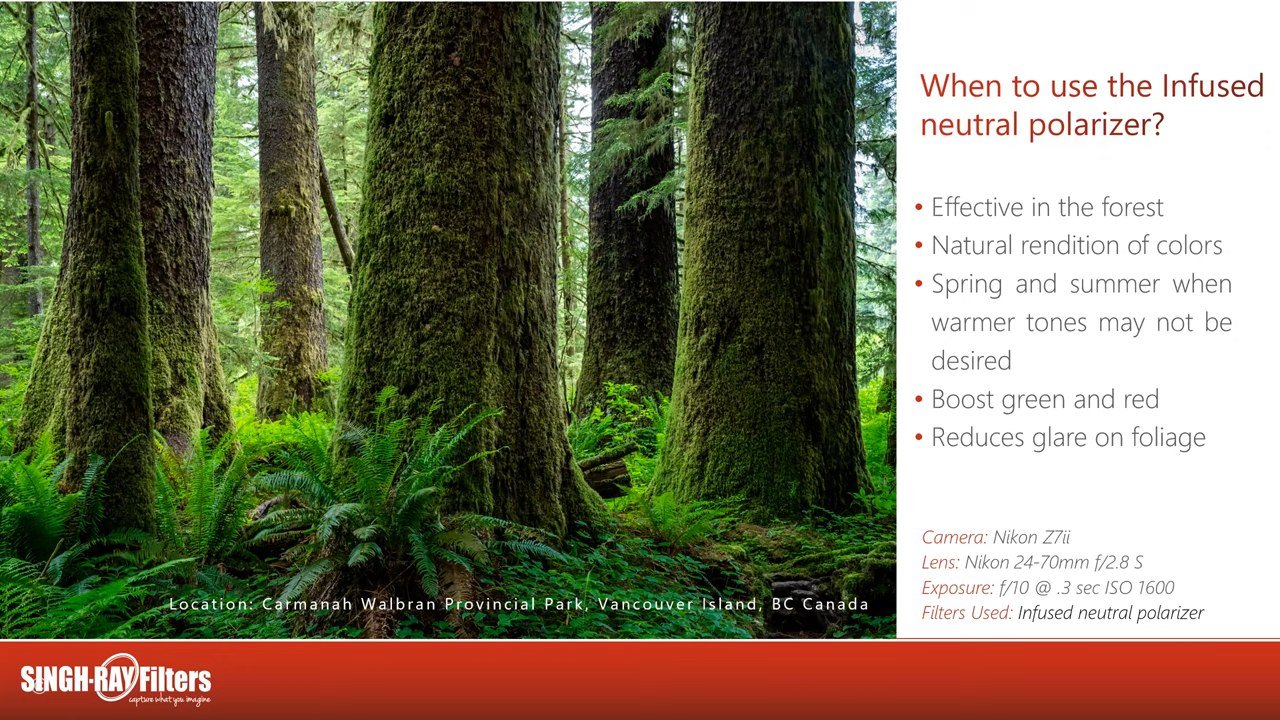 When to use the Infused
neutral polarizer?
• Effective in the forest
• Natural rendition of colors
• Spring and summer when
warmer tones may not be
desired
• Boost green and red
• Reduces glare on foliage
Camera: Nikon Z7ii
Lens: Nikon 24-70mm f/2.8 S
Exposure: f/10 @ .3 sec ISO 1600
Filters Used: Infused neutral polarizer
Location: Carmanah Walbran Provincial Park, Vancouver Island, BC Canada
SINGH-RAY Filters
capture what you imagine